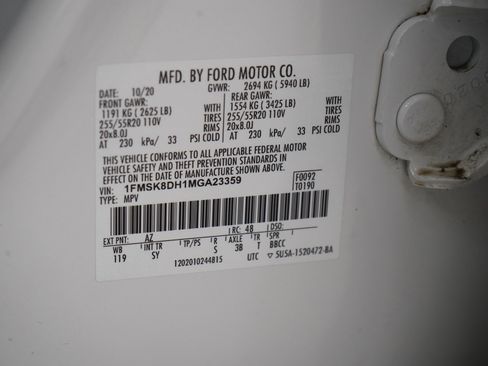 MFD. BY FORD MOTOR CO.
DATE: 10/20 GVWR: 2694 KG ( 5940 LB)
FRONT GAWR: REAR GAWR:
1191 KG ( 2625 LB) WITH 1554 KG ( 3425 LB) WITH
255/55R20 110V TIRES 255/55R20 110V TIRES
20x8.0J RIMS 20x8.0J RIMS
AT 230 kPa/ 33 PSI COLD AT 230 kPa/ 33 PSI COLD
THIS VEHICLE CONFORMS TO ALL APPLICABLE FEDERAL MOTOR
VEHICLE SAFETY AND THEFT PREVENTION STANDARDS IN
EFFECT ON THE DATE OF MANUFACTURE SHOWN ABOVE.
VIN: 1FMSK8DH1MGA23359 F0092
TYPE: MPV T0190
EXT PNT: AZ RC: 48 DSO:
WB INT TR TP/PS R AXLE TR SPR
119 SY S 3B T BBCC
1202010244815 UTC 5U5A-1520472-BA